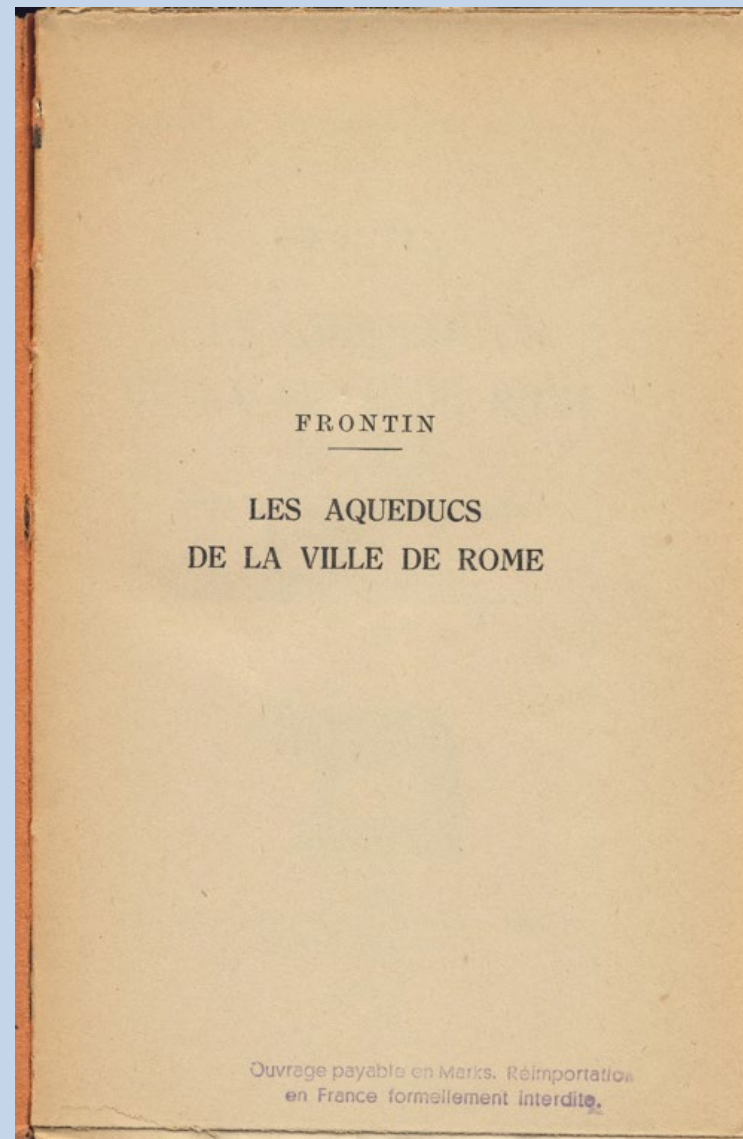 FRONTIN
LES AQUEDUCS
DE LA VILLE DE ROME
Ouvrage payable en Marks. Réimportation
en France formellement interdite.